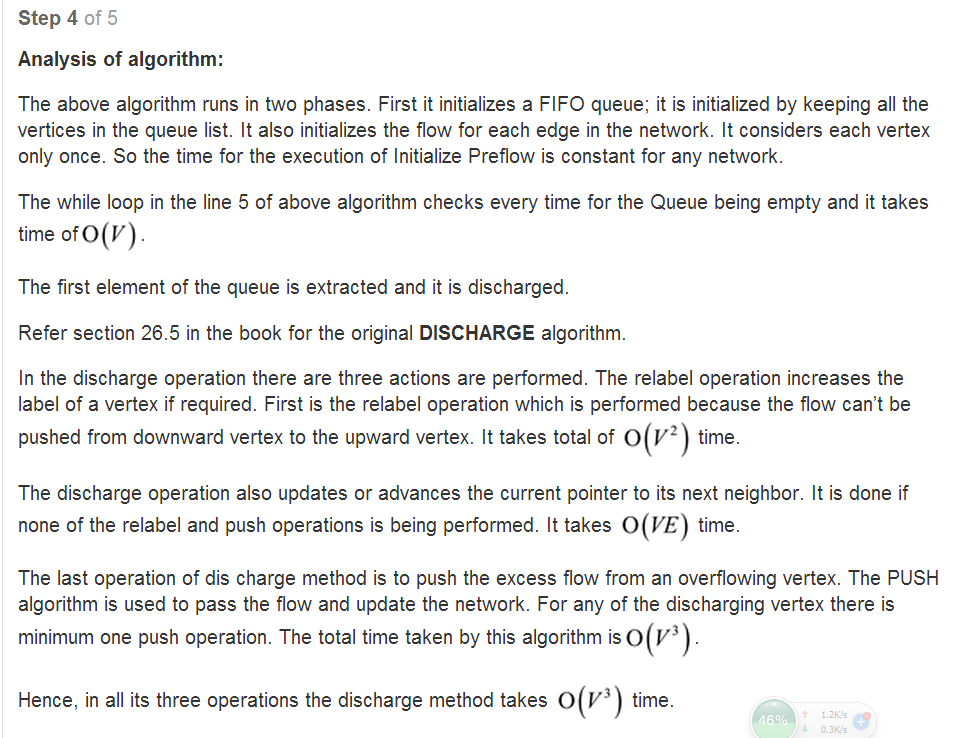 Step 4 of 5
Analysis of algorithm:
The above algorithm runs in two phases. First it initializes a FIFO queue; it is initialized by keeping all the
vertices in the queue list. It also initializes the flow for each edge in the network. It considers each vertex
only once. So the time for the execution of Initialize Preflow is constant for any network.
The while loop in the line 5 of above algorithm checks every time for the Queue being empty and it takes
time of O(V).
The first element of the queue is extracted and it is discharged.
Refer section 26.5 in the book for the original DISCHARGE algorithm.
In the discharge operation there are three actions are performed. The relabel operation increases the
label of a vertex if required. First is the relabel operation which is performed because the flow can’t be
pushed from downward vertex to the upward vertex. It takes total of O(V²) time.
The discharge operation also updates or advances the current pointer to its next neighbor. It is done if
none of the relabel and push operations is being performed. It takes O(VE) time.
The last operation of dis charge method is to push the excess flow from an overflowing vertex. The PUSH
algorithm is used to pass the flow and update the network. For any of the discharging vertex there is
minimum one push operation. The total time taken by this algorithm is O(V³).
Hence, in all its three operations the discharge method takes O(V³) time.
46% ↑ 1.2K/s
↓ 0.3K/s